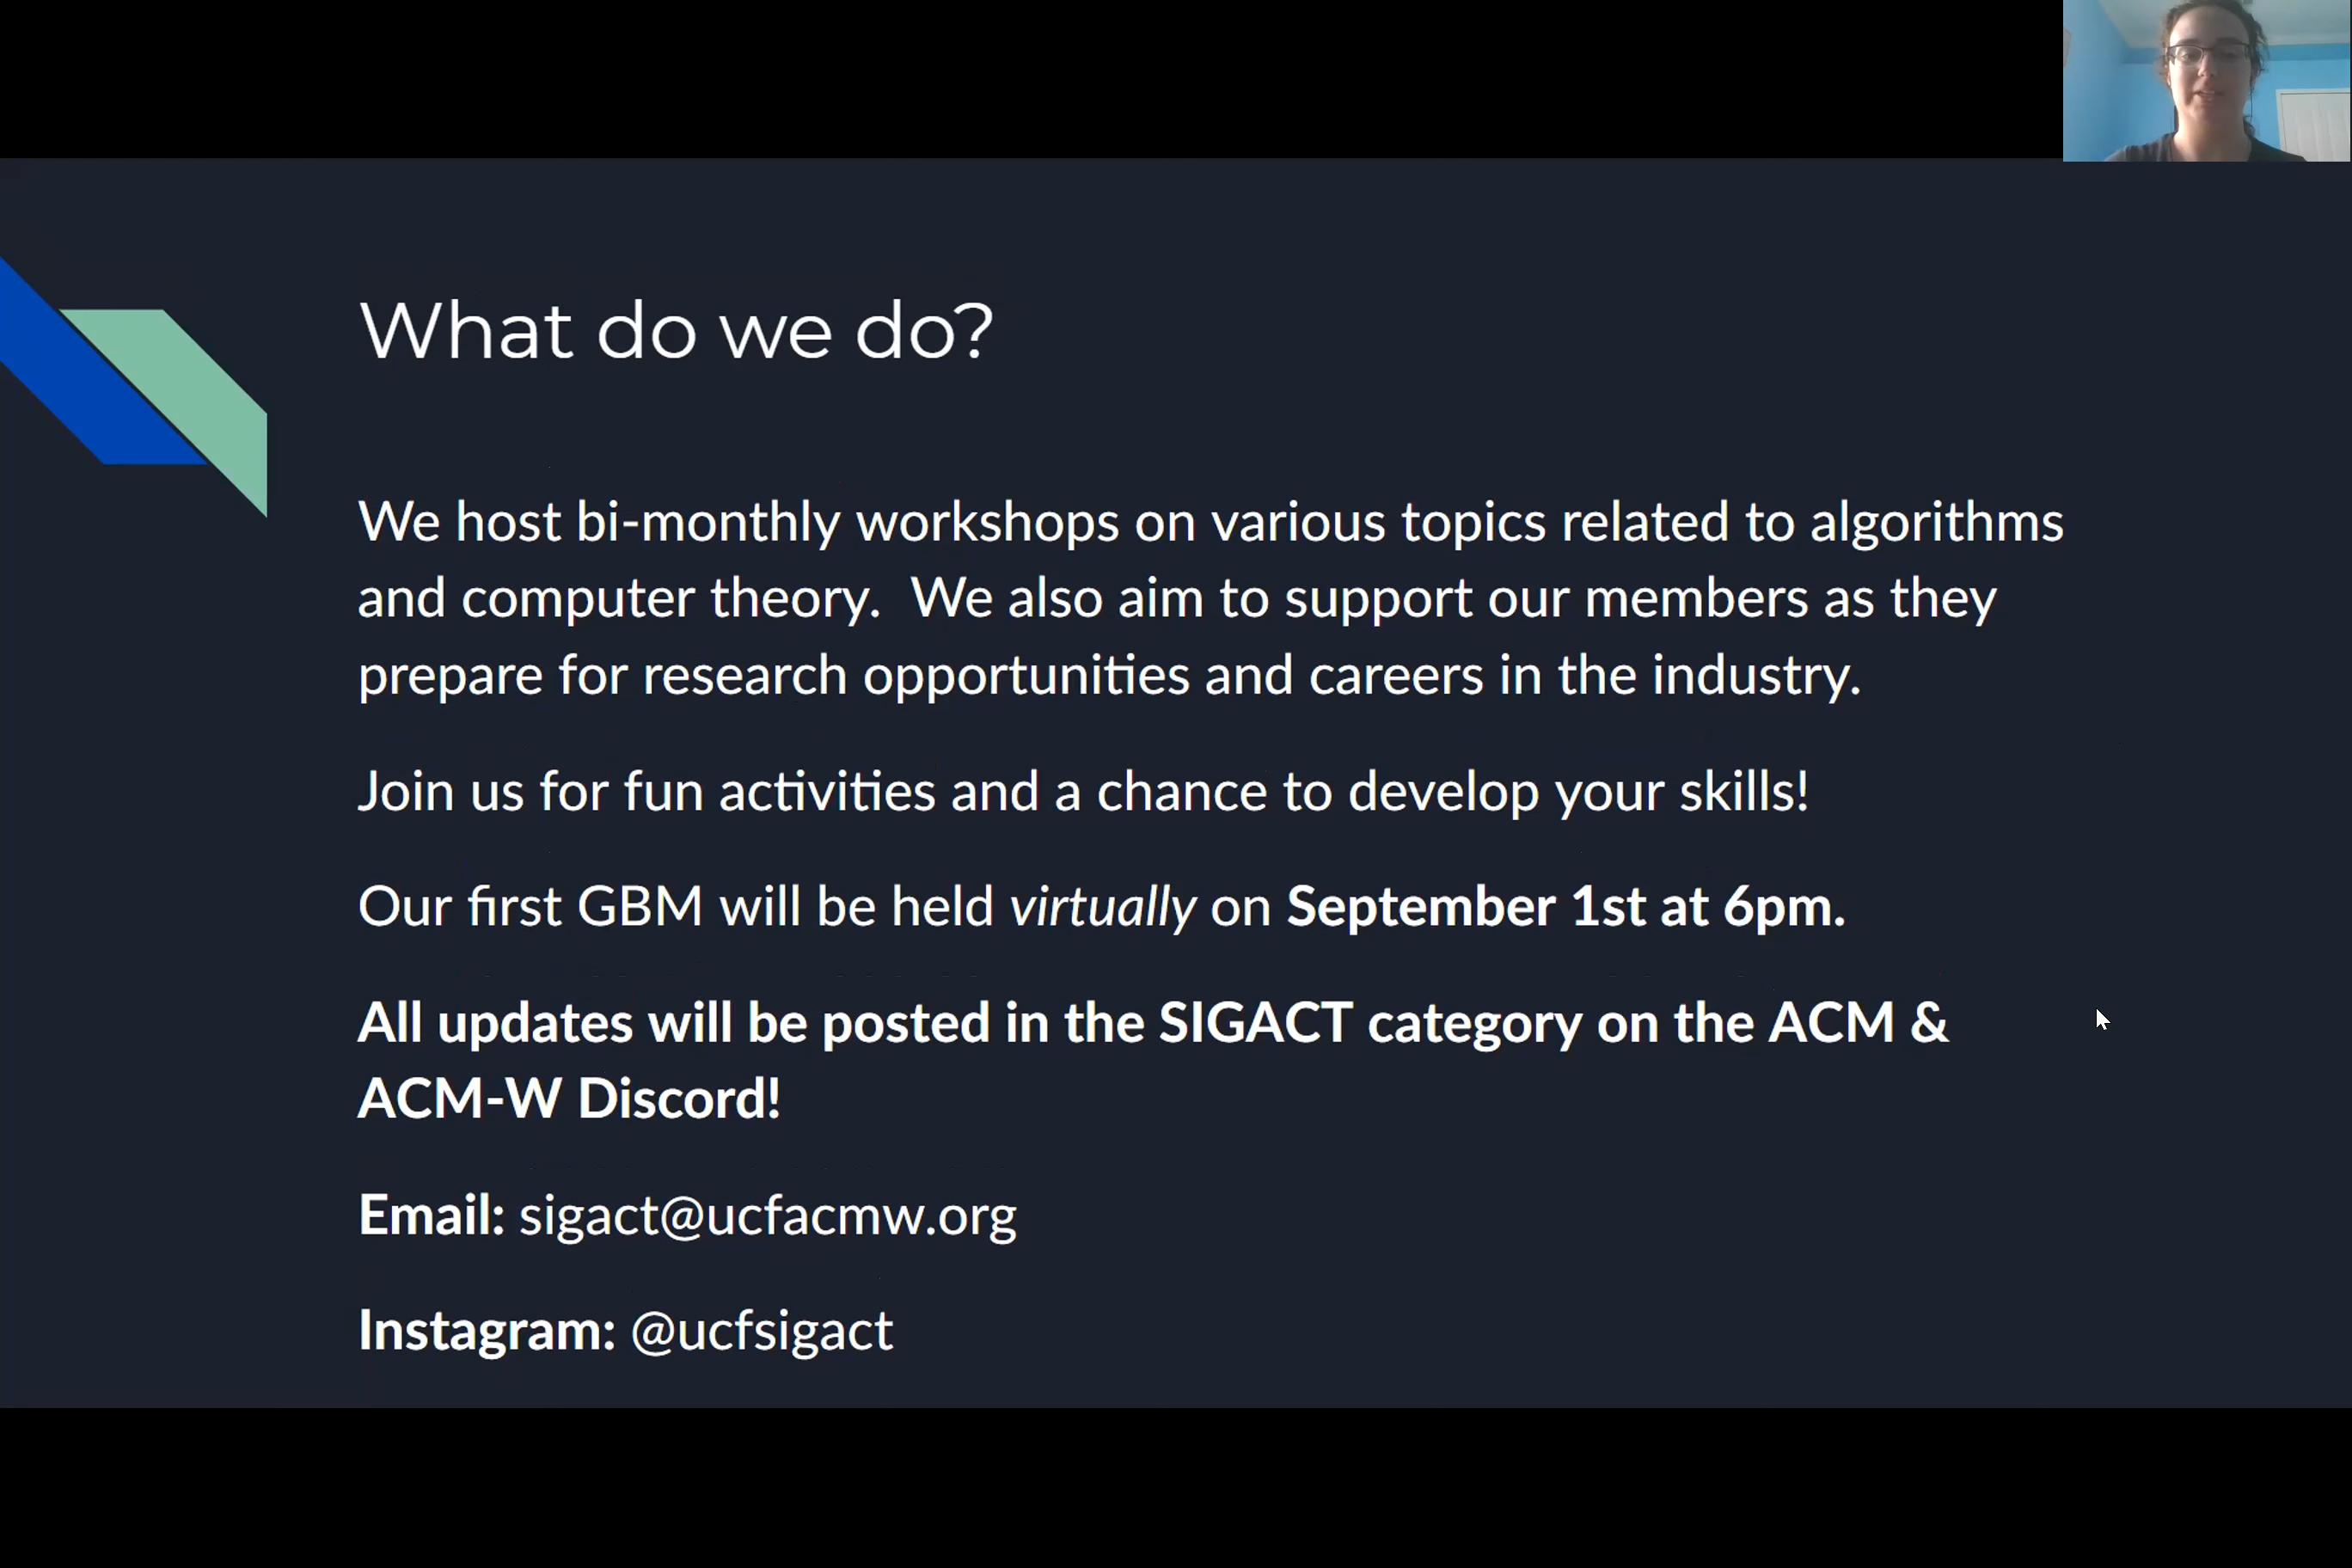 What do we do?
We host bi-monthly workshops on various topics related to algorithms
and computer theory.  We also aim to support our members as they
prepare for research opportunities and careers in the industry.
Join us for fun activities and a chance to develop your skills!
Our first GBM will be held virtually on September 1st at 6pm.
All updates will be posted in the SIGACT category on the ACM &
ACM-W Discord!
Email: sigact@ucfacmw.org
Instagram: @ucfsigact